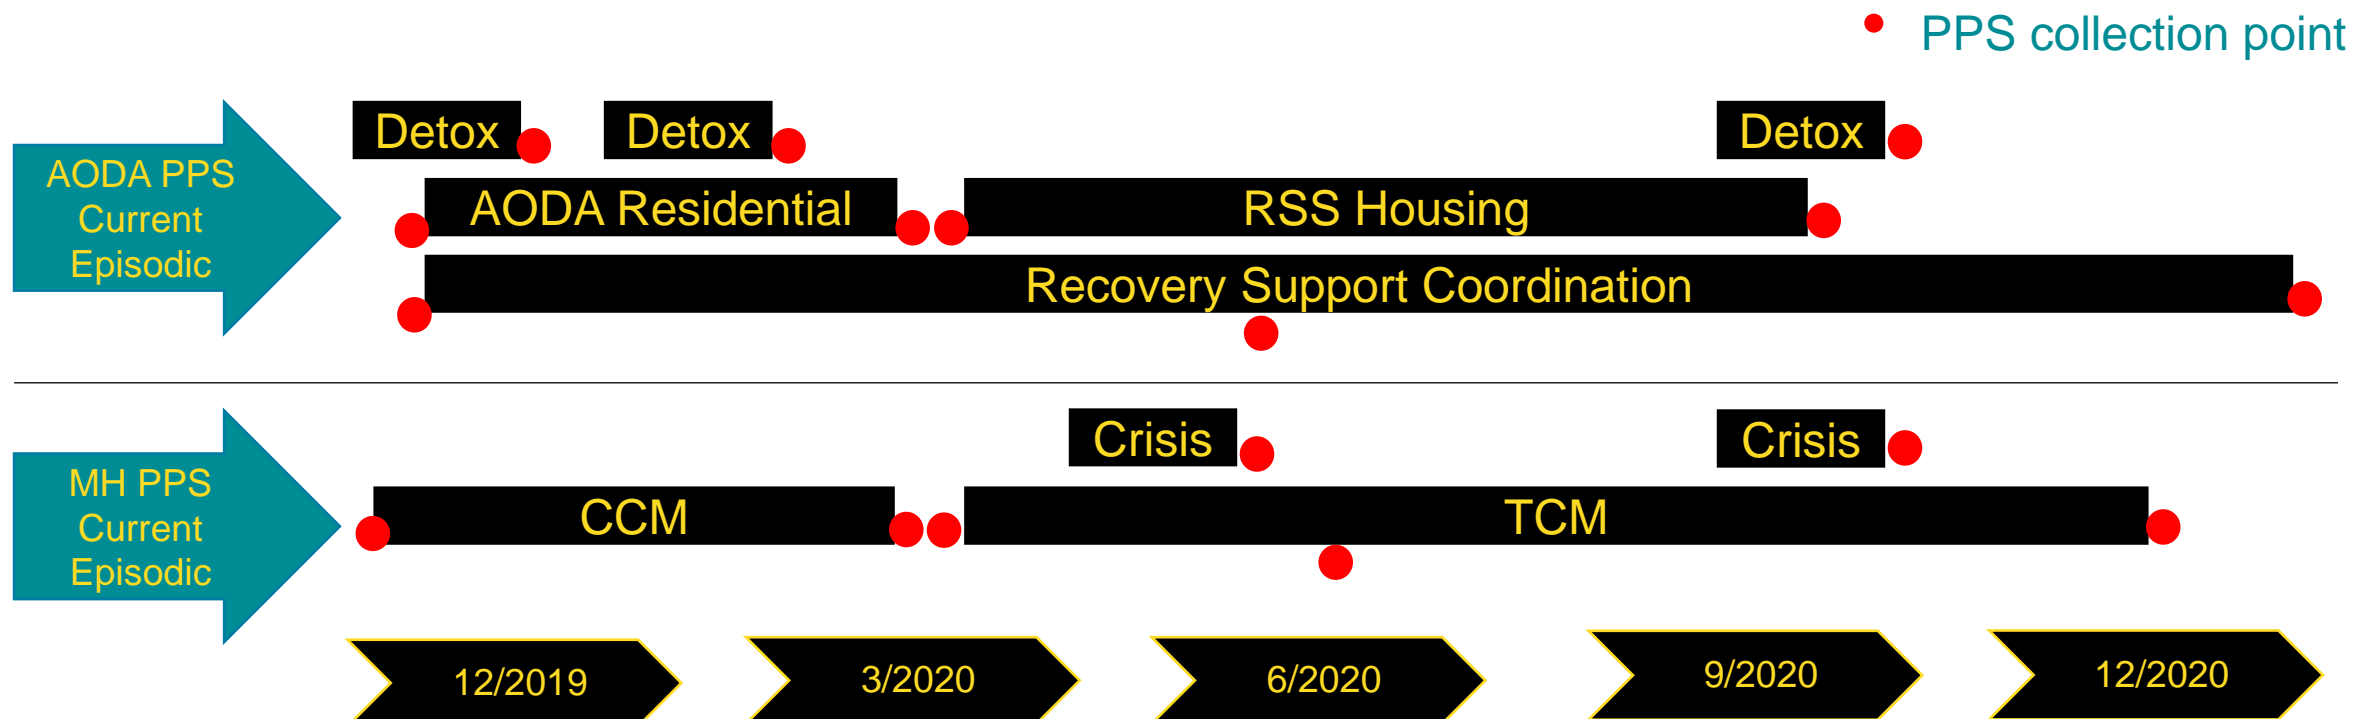 PPS collection point
Detox
Detox
Detox
AODA PPS
Current
Episodic
AODA Residential
RSS Housing
Recovery Support Coordination
Crisis
Crisis
MH PPS
Current
Episodic
CCM
TCM
12/2019
3/2020
6/2020
9/2020
12/2020